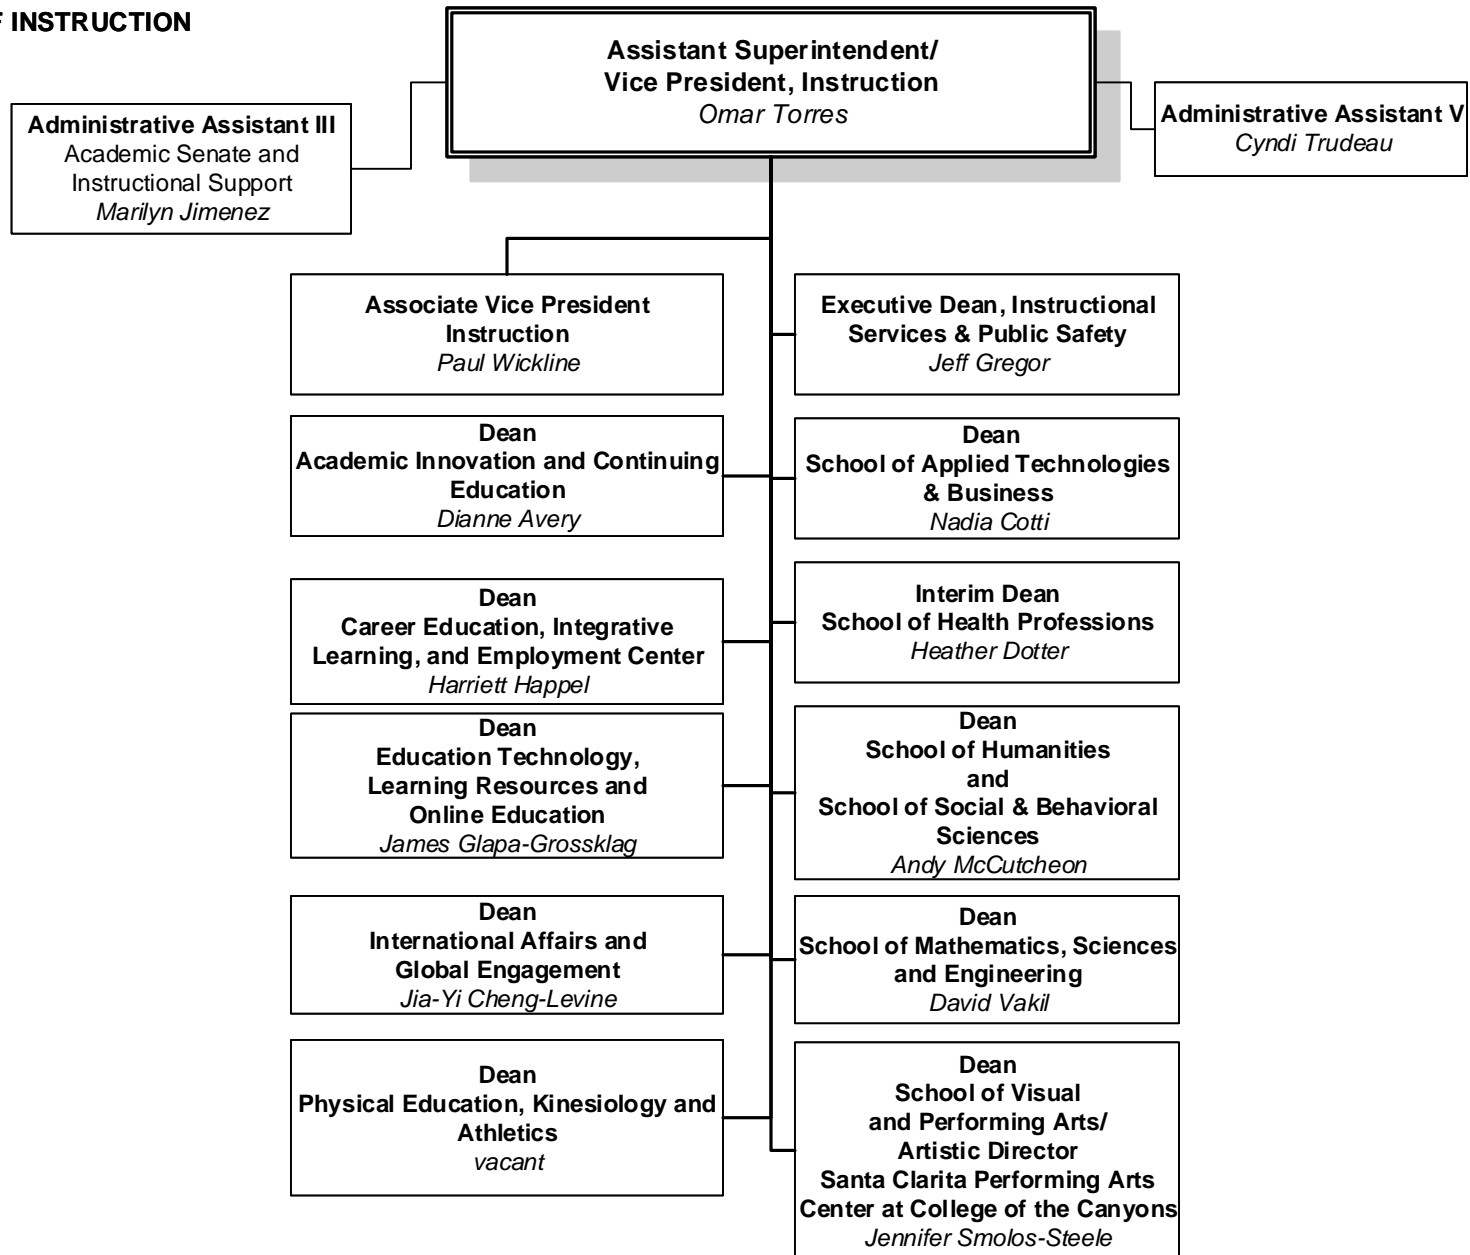 INSTRUCTION
Assistant Superintendent/
Vice President, Instruction
Omar Torres
Administrative Assistant III
Academic Senate and
Instructional Support
Marilyn Jimenez
Administrative Assistant V
Cyndi Trudeau
Associate Vice President
Instruction
Paul Wickline
Executive Dean, Instructional
Services & Public Safety
Jeff Gregor
Dean
Academic Innovation and Continuing
Education
Dianne Avery
Dean
School of Applied Technologies
& Business
Nadia Cotti
Dean
Career Education, Integrative
Learning, and Employment Center
Harriett Happel
Interim Dean
School of Health Professions
Heather Dotter
Dean
Education Technology,
Learning Resources and
Online Education
James Glapa-Grossklag
Dean
School of Humanities
and
School of Social & Behavioral
Sciences
Andy McCutcheon
Dean
International Affairs and
Global Engagement
Jia-Yi Cheng-Levine
Dean
School of Mathematics, Sciences
and Engineering
David Vakil
Dean
Physical Education, Kinesiology and
Athletics
vacant
Dean
School of Visual
and Performing Arts/
Artistic Director
Santa Clarita Performing Arts
Center at College of the Canyons
Jennifer Smolos-Steele